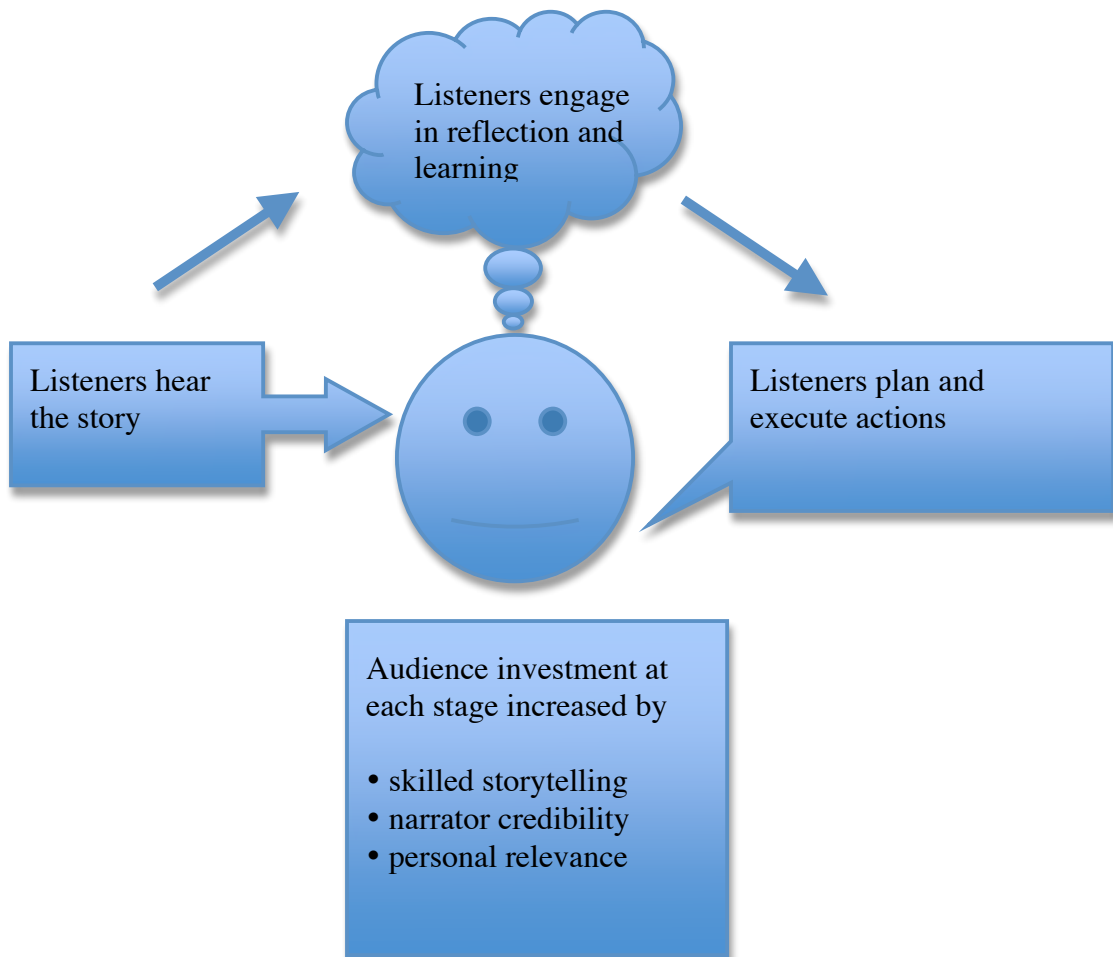 Listeners engage
in reflection and
learning
Listeners hear
the story
Listeners plan and
execute actions
Audience investment at
each stage increased by
• skilled storytelling
• narrator credibility
• personal relevance